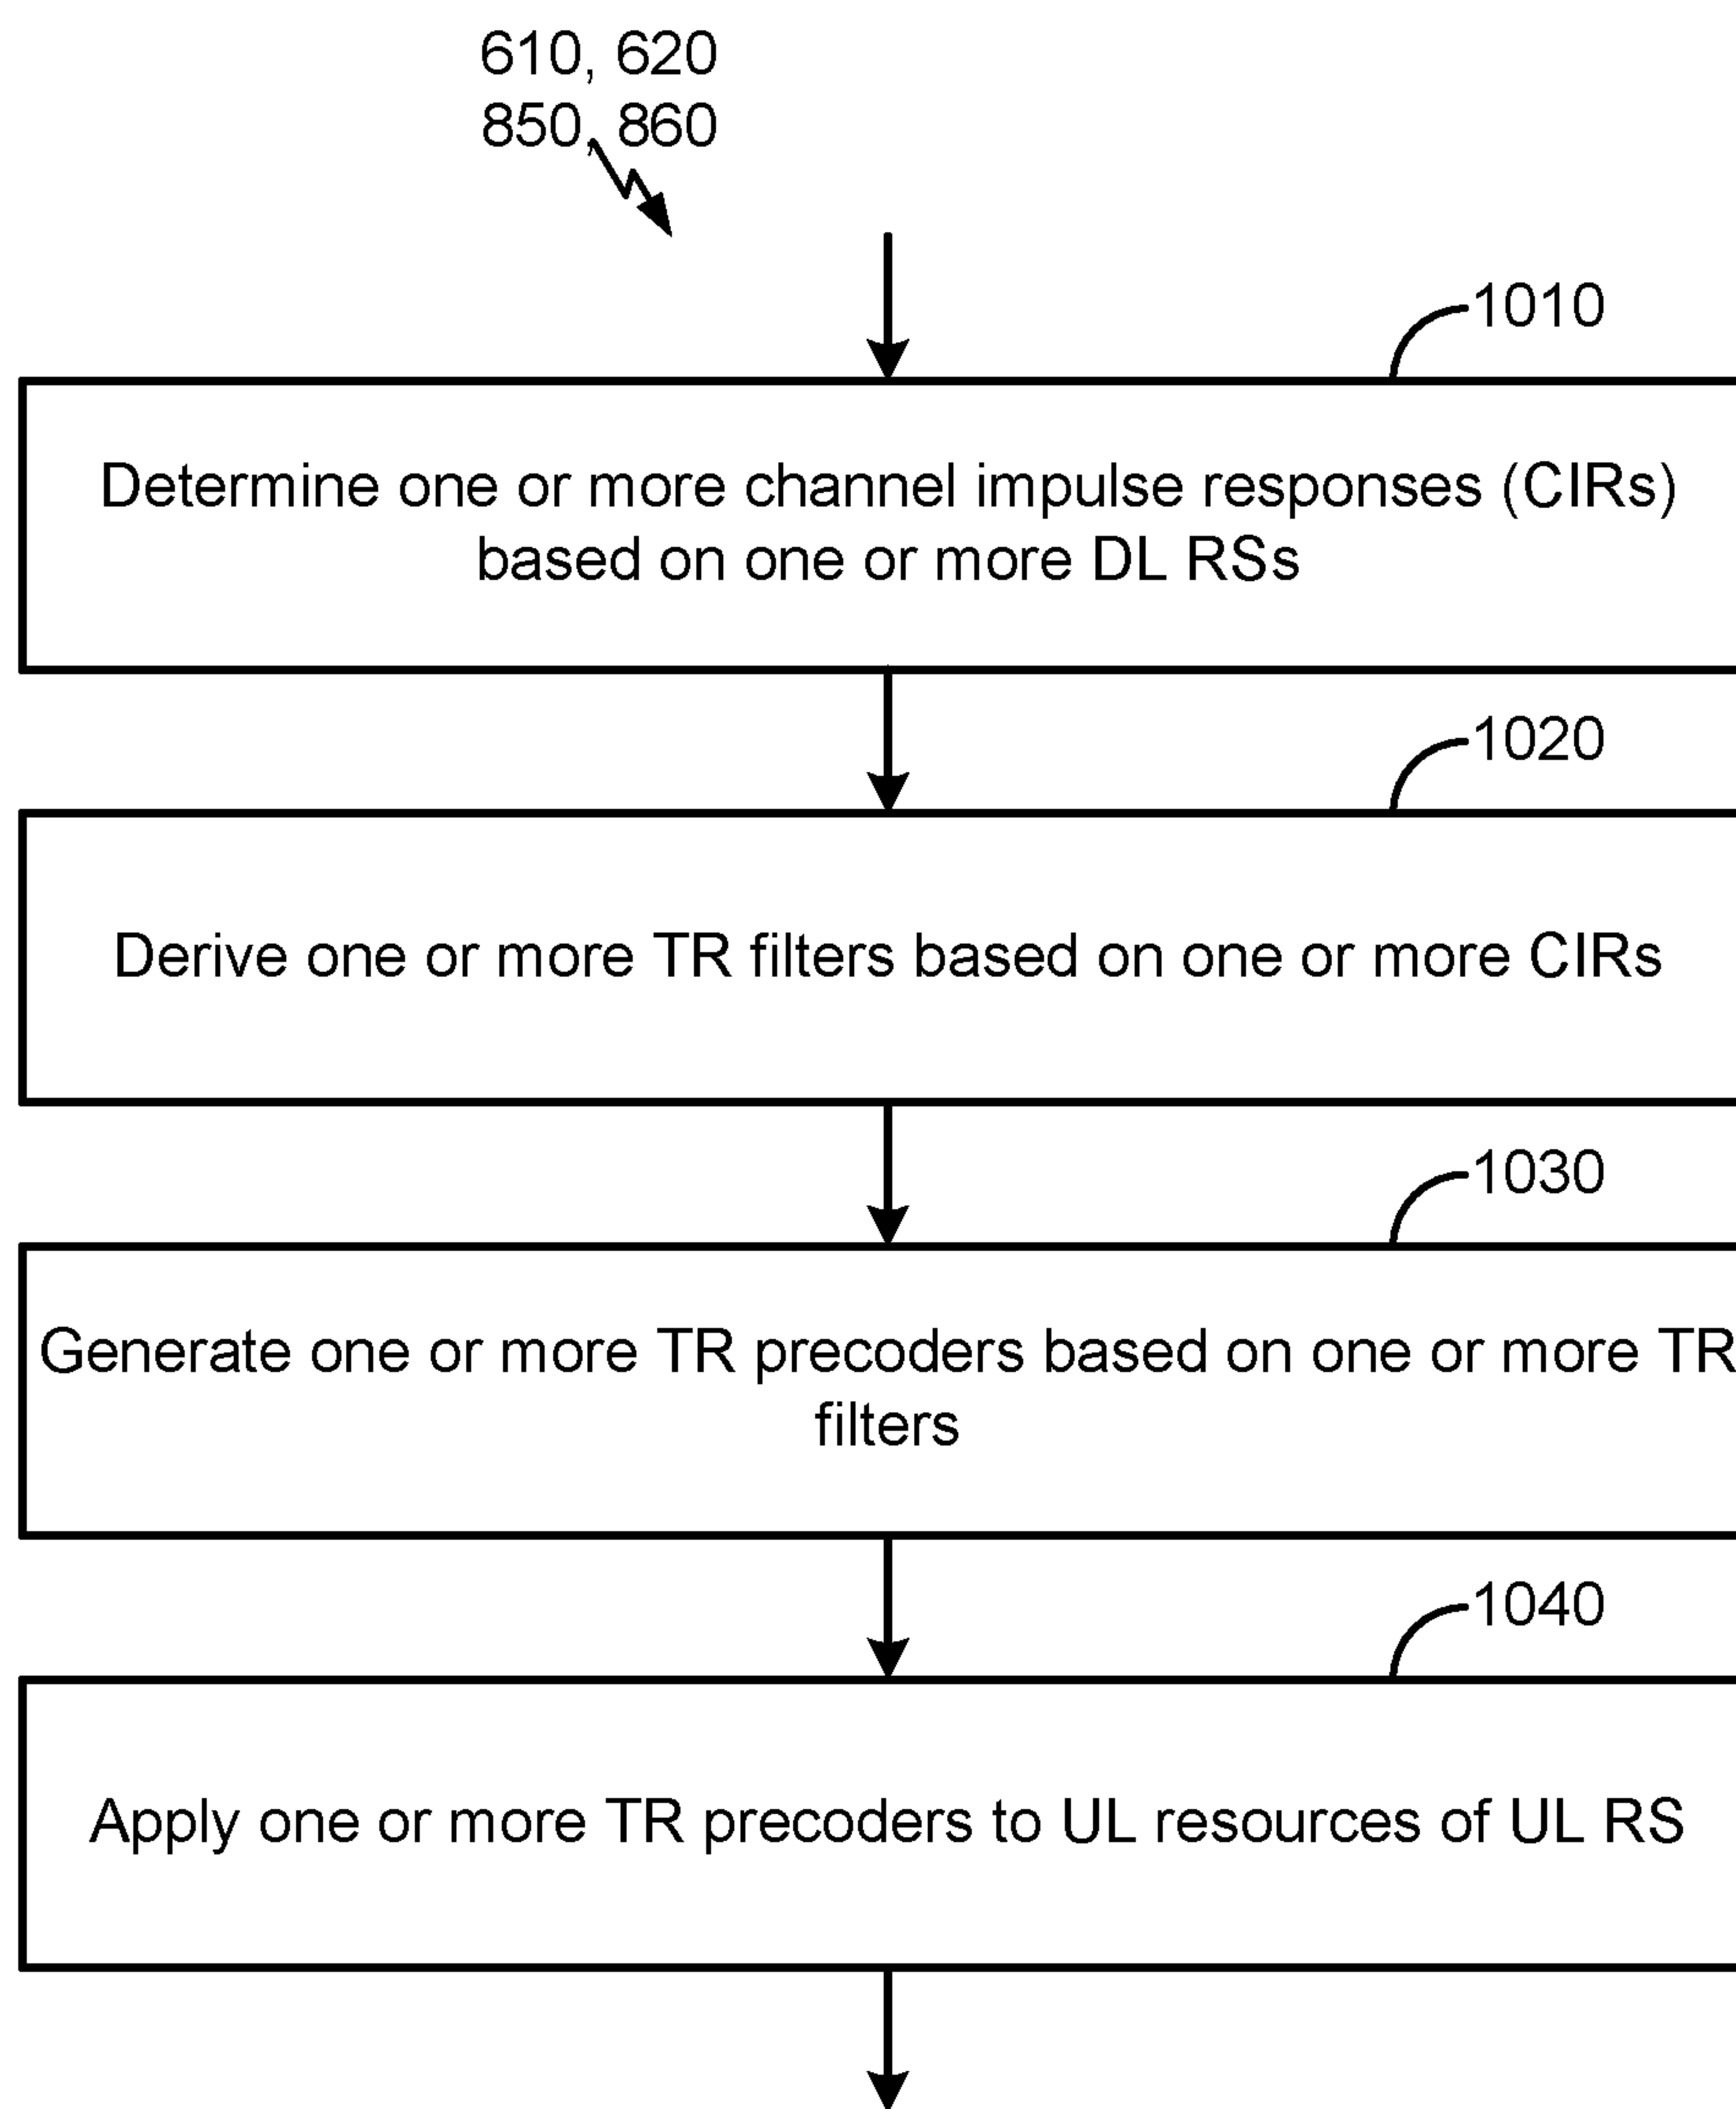 610, 620
850, 860
1010
Determine one or more channel impulse responses (CIRs)
based on one or more DL RSs
1020
Derive one or more TR filters based on one or more CIRs
1030
Generate one or more TR precoders based on one or more TR
filters
1040
Apply one or more TR precoders to UL resources of UL RS